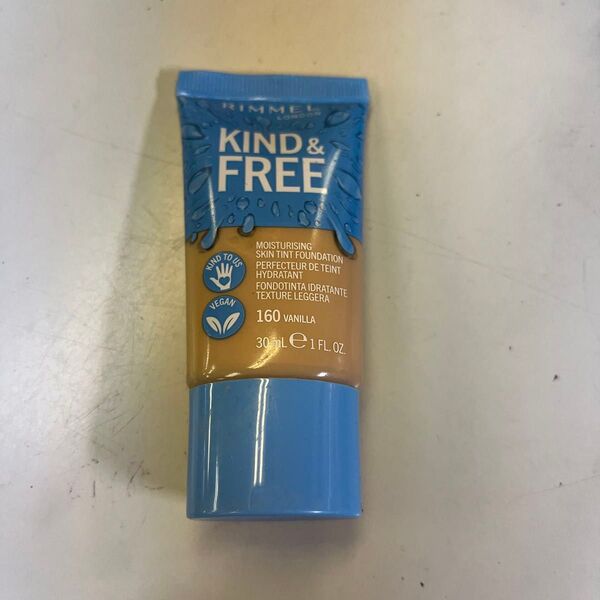 RIMMEL
LONDON
KIND &
FREE
MOISTURISING
SKIN TINT FOUNDATION
PERFECTEUR DE TEINT
HYDRATANT
FONDOTINTA IDRATANTE
TEXTURE LEGGERA
KIND TO US
VEGAN
160 VANILLA
30 mL ℮ 1 FL. OZ.